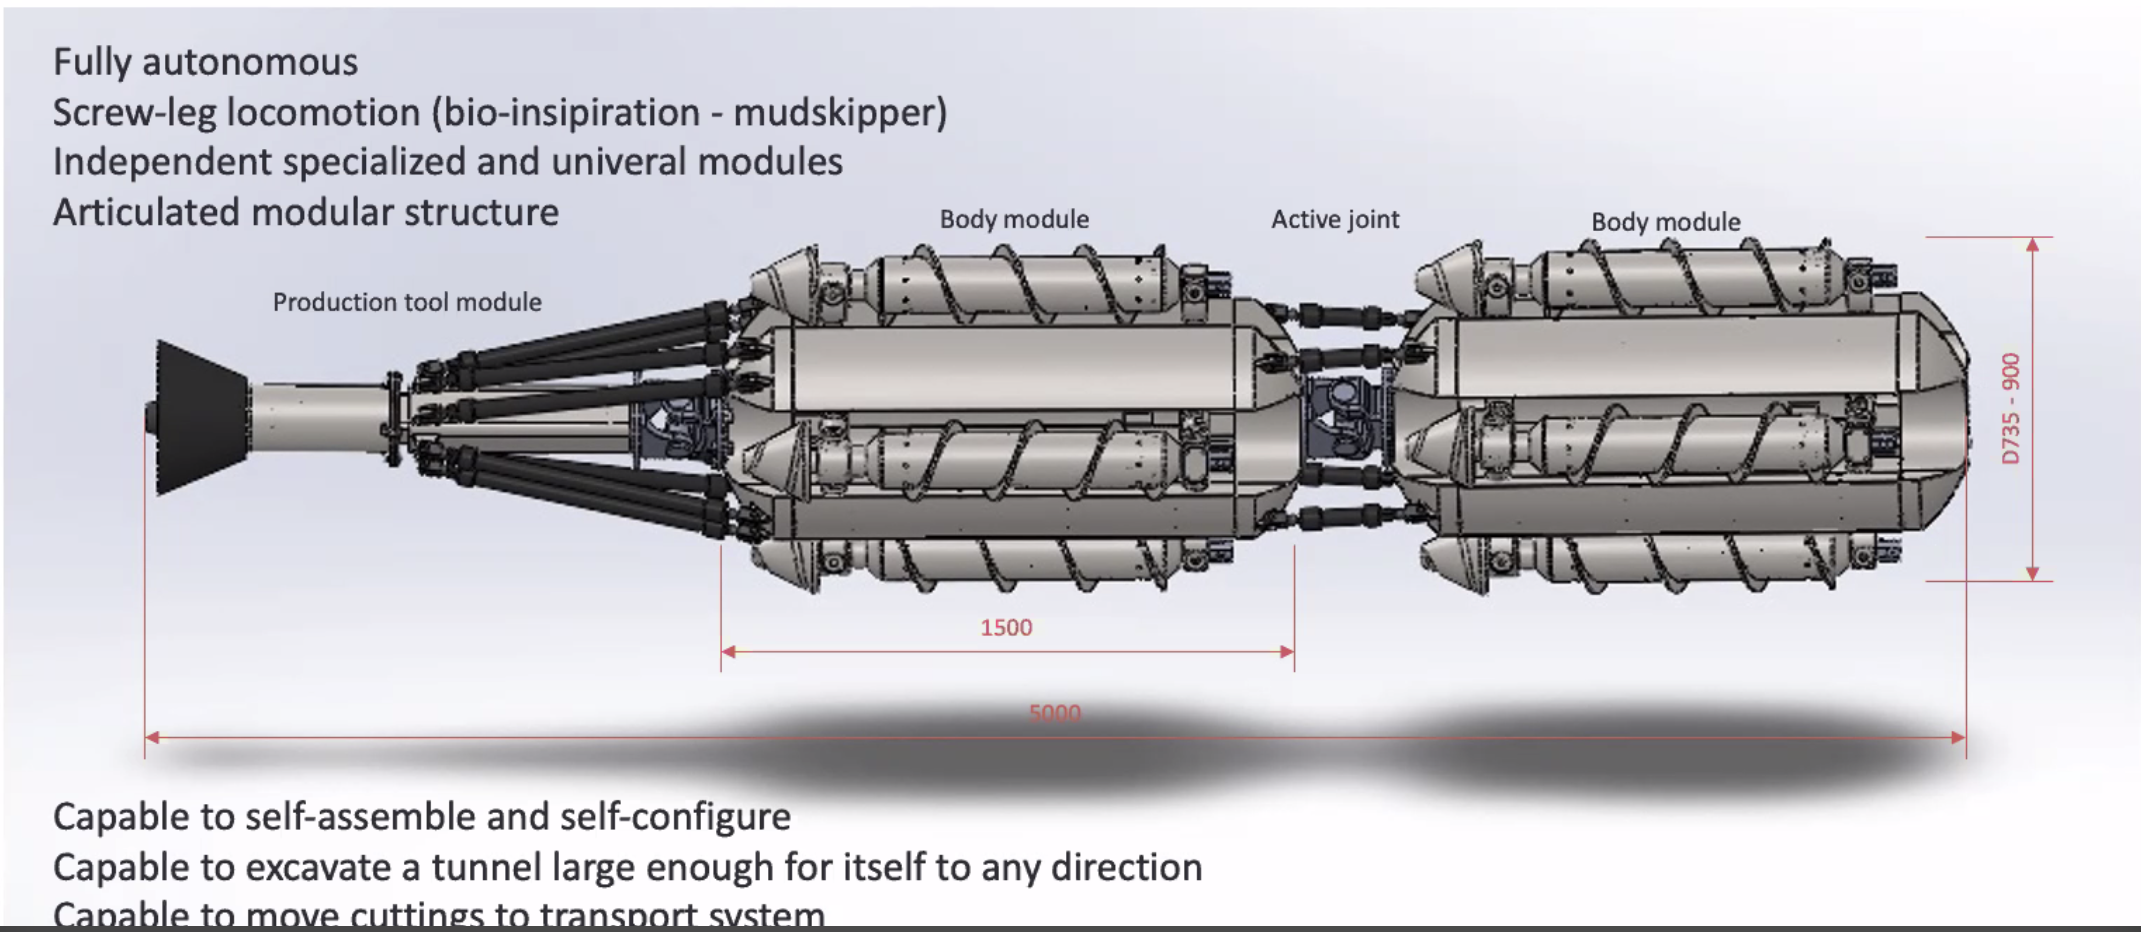 Fully autonomous
Screw-leg locomotion (bio-insipiration - mudskipper)
Independent specialized and univeral modules
Articulated modular structure
Body module
Active joint
Body module
Production tool module
D735 - 900
1500
5000
Capable to self-assemble and self-configure
Capable to excavate a tunnel large enough for itself to any direction
Capable to move cuttings to transport system